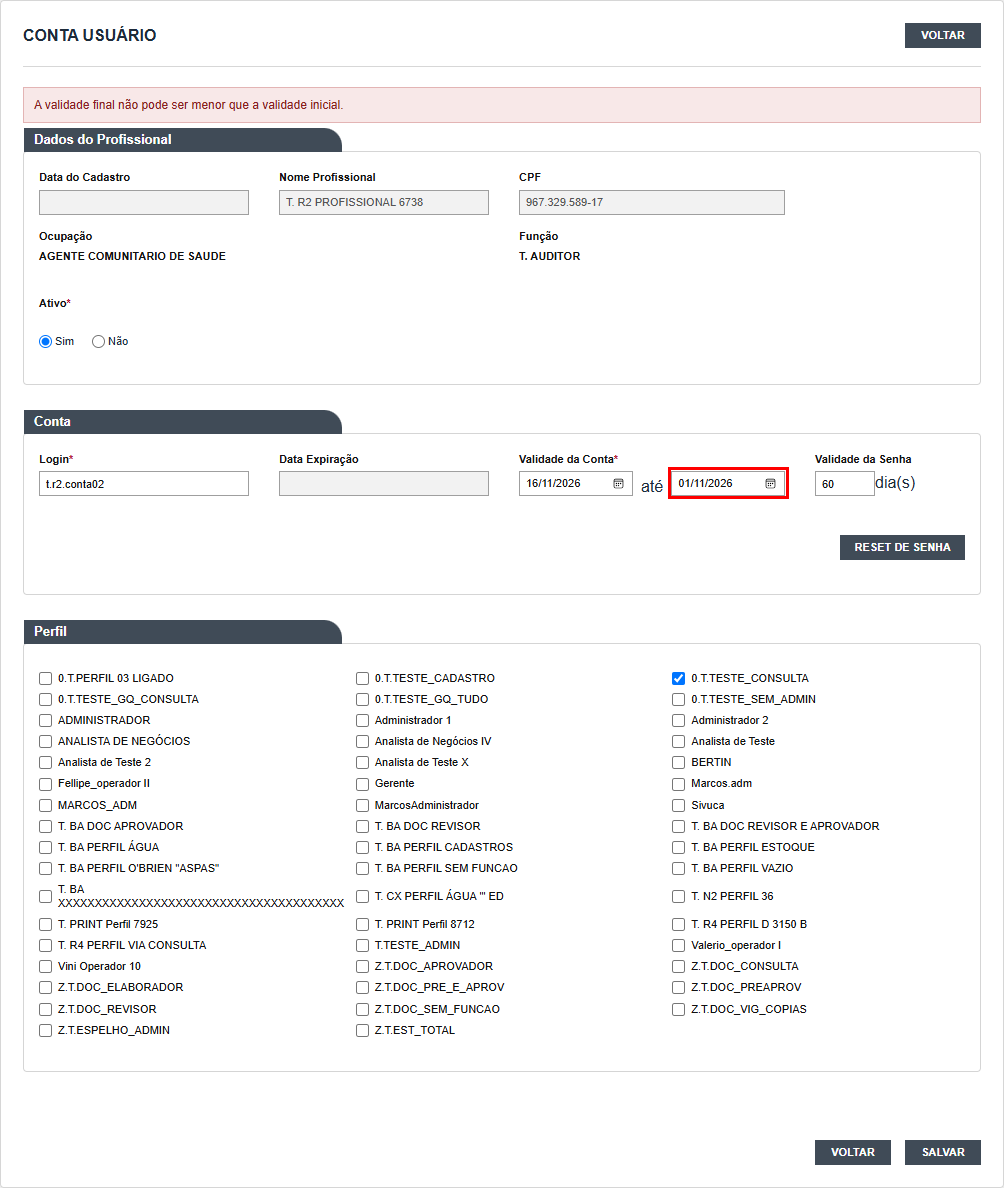 CONTA USUÁRIO
VOLTAR
A validade final não pode ser menor que a validade inicial.
Dados do Profissional
Data do Cadastro Nome Profissional CPF
T. R2 PROFISSIONAL 6738 967.329.589-17
Ocupação Função
AGENTE COMUNITARIO DE SAUDE T. AUDITOR
Ativo*
Sim Não
Conta
Login* Data Expiração Validade da Conta* Validade da Senha
t.r2.conta02 16/11/2026 até 01/11/2026 60 dia(s)
RESET DE SENHA
Perfil
0.T.PERFIL 03 LIGADO 0.T.TESTE_CADASTRO 0.T.TESTE_CONSULTA
0.T.TESTE_GQ_CONSULTA 0.T.TESTE_GQ_TUDO 0.T.TESTE_SEM_ADMIN
ADMINISTRADOR Administrador 1 Administrador 2
ANALISTA DE NEGÓCIOS Analista de Negócios IV Analista de Teste
Analista de Teste 2 Analista de Teste X BERTIN
Fellipe_operador II Gerente Marcos.adm
MARCOS_ADM MarcosAdministrador Sivuca
T. BA DOC APROVADOR T. BA DOC REVISOR T. BA DOC REVISOR E APROVADOR
T. BA PERFIL ÁGUA T. BA PERFIL CADASTROS T. BA PERFIL ESTOQUE
T. BA PERFIL O'BRIEN "ASPAS" T. BA PERFIL SEM FUNCAO T. BA PERFIL VAZIO
T. BA
XXXXXXXXXXXXXXXXXXXXXXXXXXXXXXXXXXXXXXX T. CX PERFIL ÁGUA "' ED T. N2 PERFIL 36
T. PRINT Perfil 7925 T. PRINT Perfil 8712 T. R4 PERFIL D 3150 B
T. R4 PERFIL VIA CONSULTA T.TESTE_ADMIN Valerio_operador I
Vini Operador 10 Z.T.DOC_APROVADOR Z.T.DOC_CONSULTA
Z.T.DOC_ELABORADOR Z.T.DOC_PRE_E_APROV Z.T.DOC_PREAPROV
Z.T.DOC_REVISOR Z.T.DOC_SEM_FUNCAO Z.T.DOC_VIG_COPIAS
Z.T.ESPELHO_ADMIN Z.T.EST_TOTAL
VOLTAR SALVAR